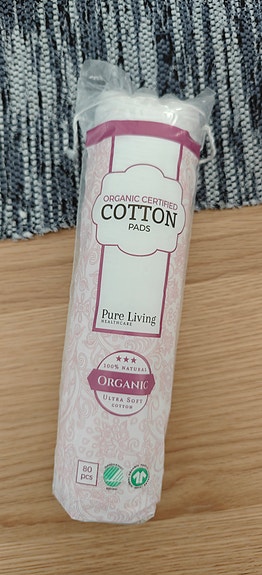 ORGANIC CERTIFIED
COTTON
PADS
Pure Living
HEALTHCARE
100% NATURAL
ORGANIC
ULTRA SOFT
COTTON
80
pcs